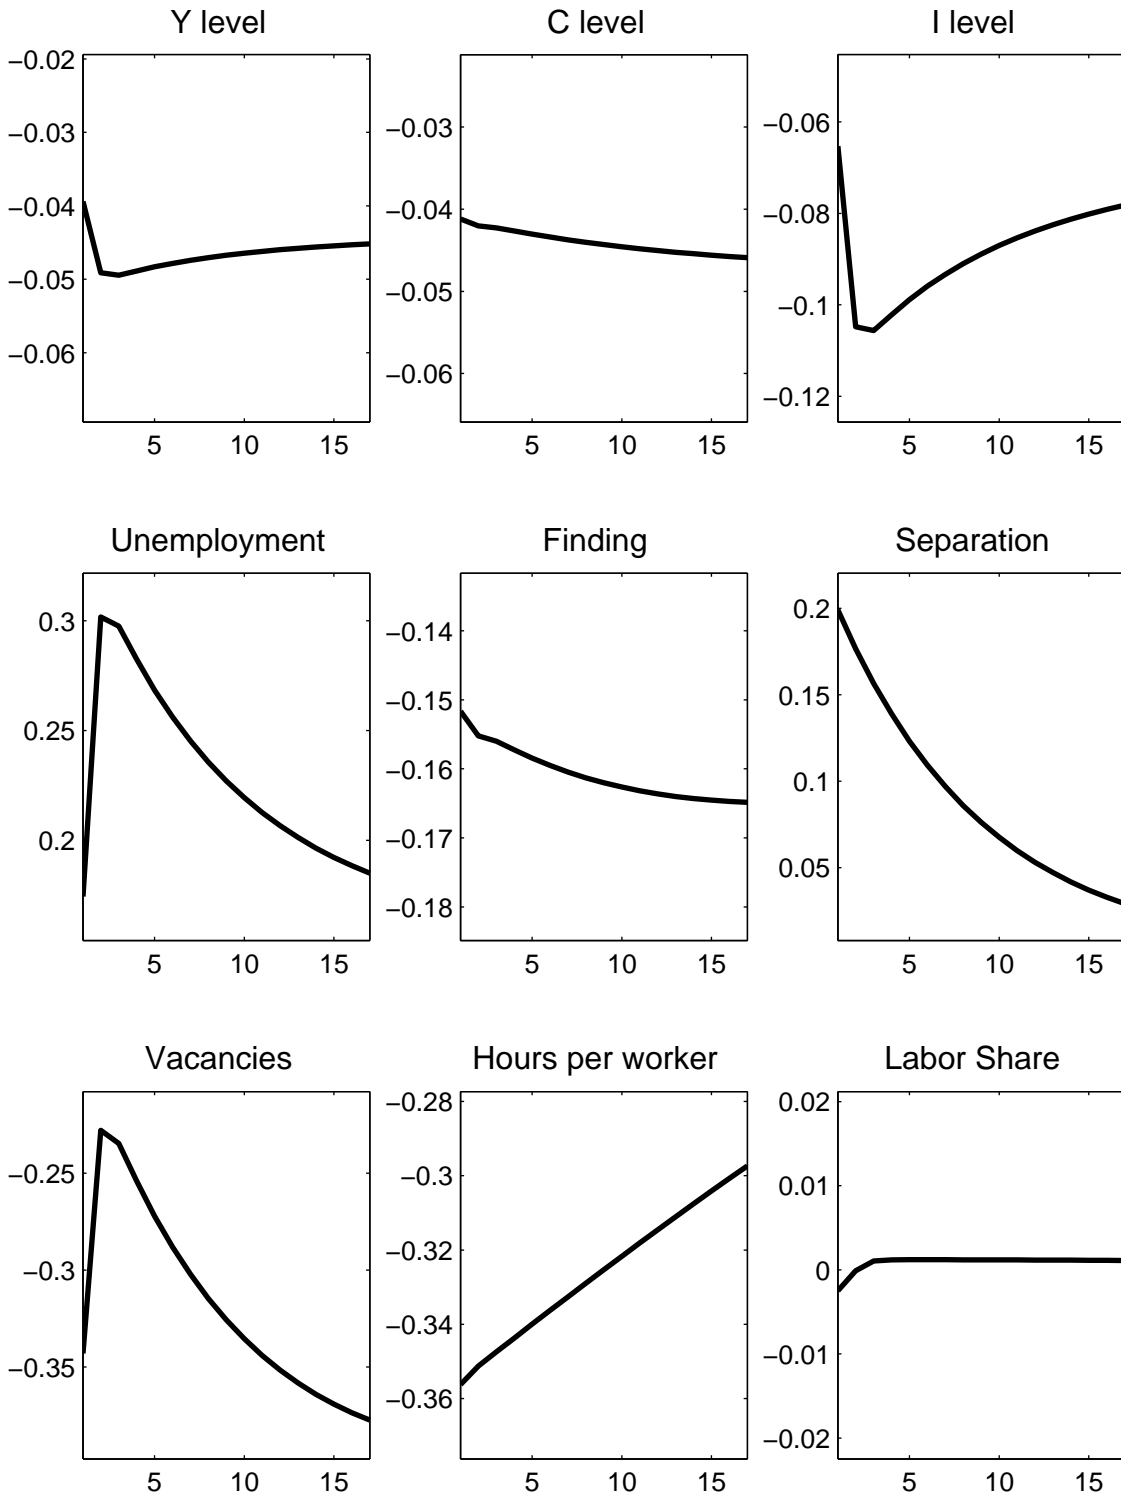 Y level
C level
I level
−0.02
−0.03
−0.04
−0.05
−0.06
5 10 15
−0.03
−0.04
−0.05
−0.06
5 10 15
−0.06
−0.08
−0.1
−0.12
5 10 15
Unemployment
Finding
Separation
0.3
0.25
0.2
5 10 15
−0.14
−0.15
−0.16
−0.17
−0.18
5 10 15
0.2
0.15
0.1
0.05
5 10 15
Vacancies
Hours per worker
Labor Share
−0.25
−0.3
−0.35
5 10 15
−0.28
−0.3
−0.32
−0.34
−0.36
5 10 15
0.02
0.01
0
−0.01
−0.02
5 10 15